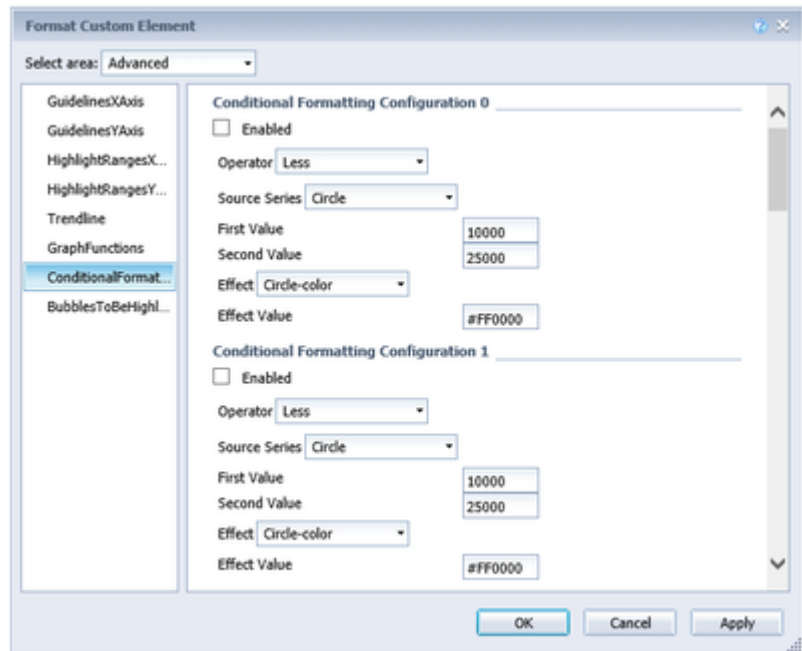 Format Custom Element
Select area: Advanced
GuidelinesXAxis
GuidelinesYAxis
HighlightRangesX...
HighlightRangesY...
Trendline
GraphFunctions
ConditionalFormat...
BubblesToBeHighl...
Conditional Formatting Configuration 0
Enabled
Operator Less
Source Series Circle
First Value 10000
Second Value 25000
Effect Circle-color
Effect Value #FF0000
Conditional Formatting Configuration 1
Enabled
Operator Less
Source Series Circle
First Value 10000
Second Value 25000
Effect Circle-color
Effect Value #FF0000
OK Cancel Apply